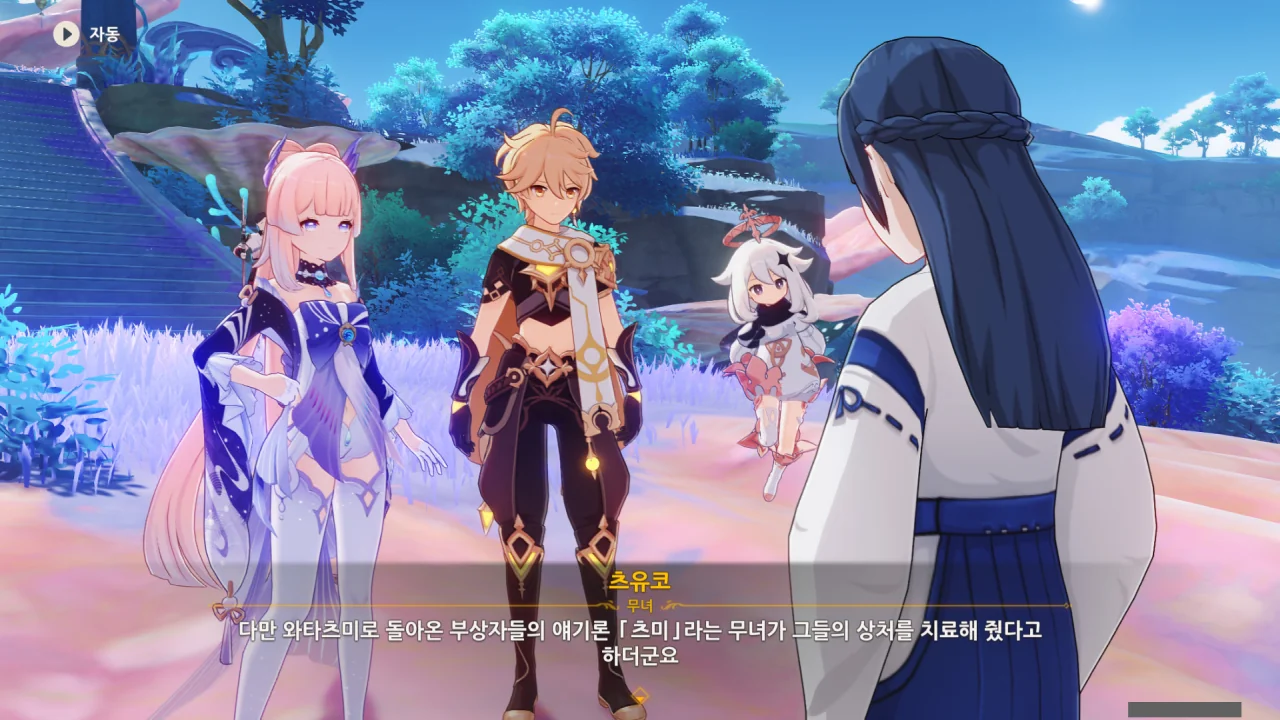 자동
츠유코
무녀
다만 와타츠미로 돌아온 부상자들의 얘기론 「츠미」라는 무녀가 그들의 상처를 치료해 줬다고
하더군요